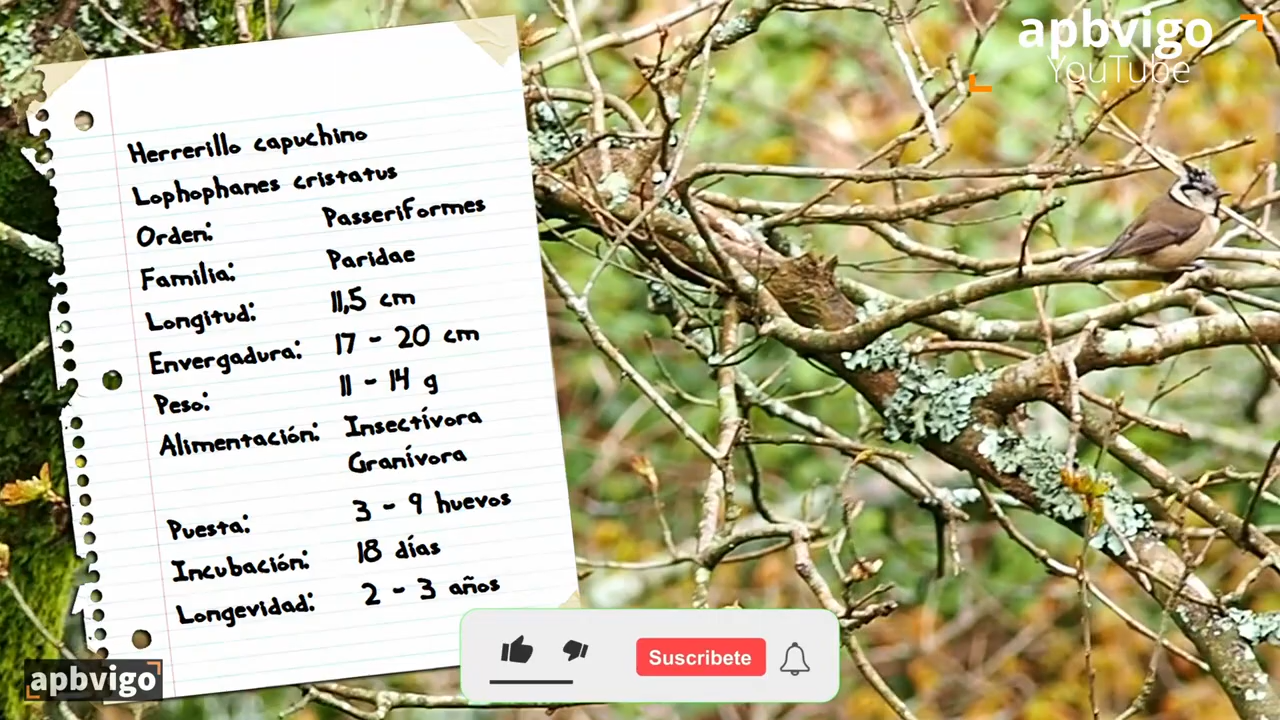 apbvigo
YouTube
Herrerillo capuchino
Lophophanes cristatus
Orden: Passeriformes
Familia: Paridae
Longitud: 11,5 cm
Envergadura: 17 - 20 cm
Peso: 11 - 14 g
Alimentación: Insectívora
Granívora
Puesta: 3 - 9 huevos
Incubación: 18 días
Longevidad: 2 - 3 años
apbvigo
Suscribete